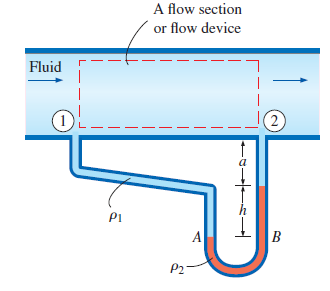 A flow section
or flow device
Fluid
1
2
a
ρ1
h
A
B
ρ2